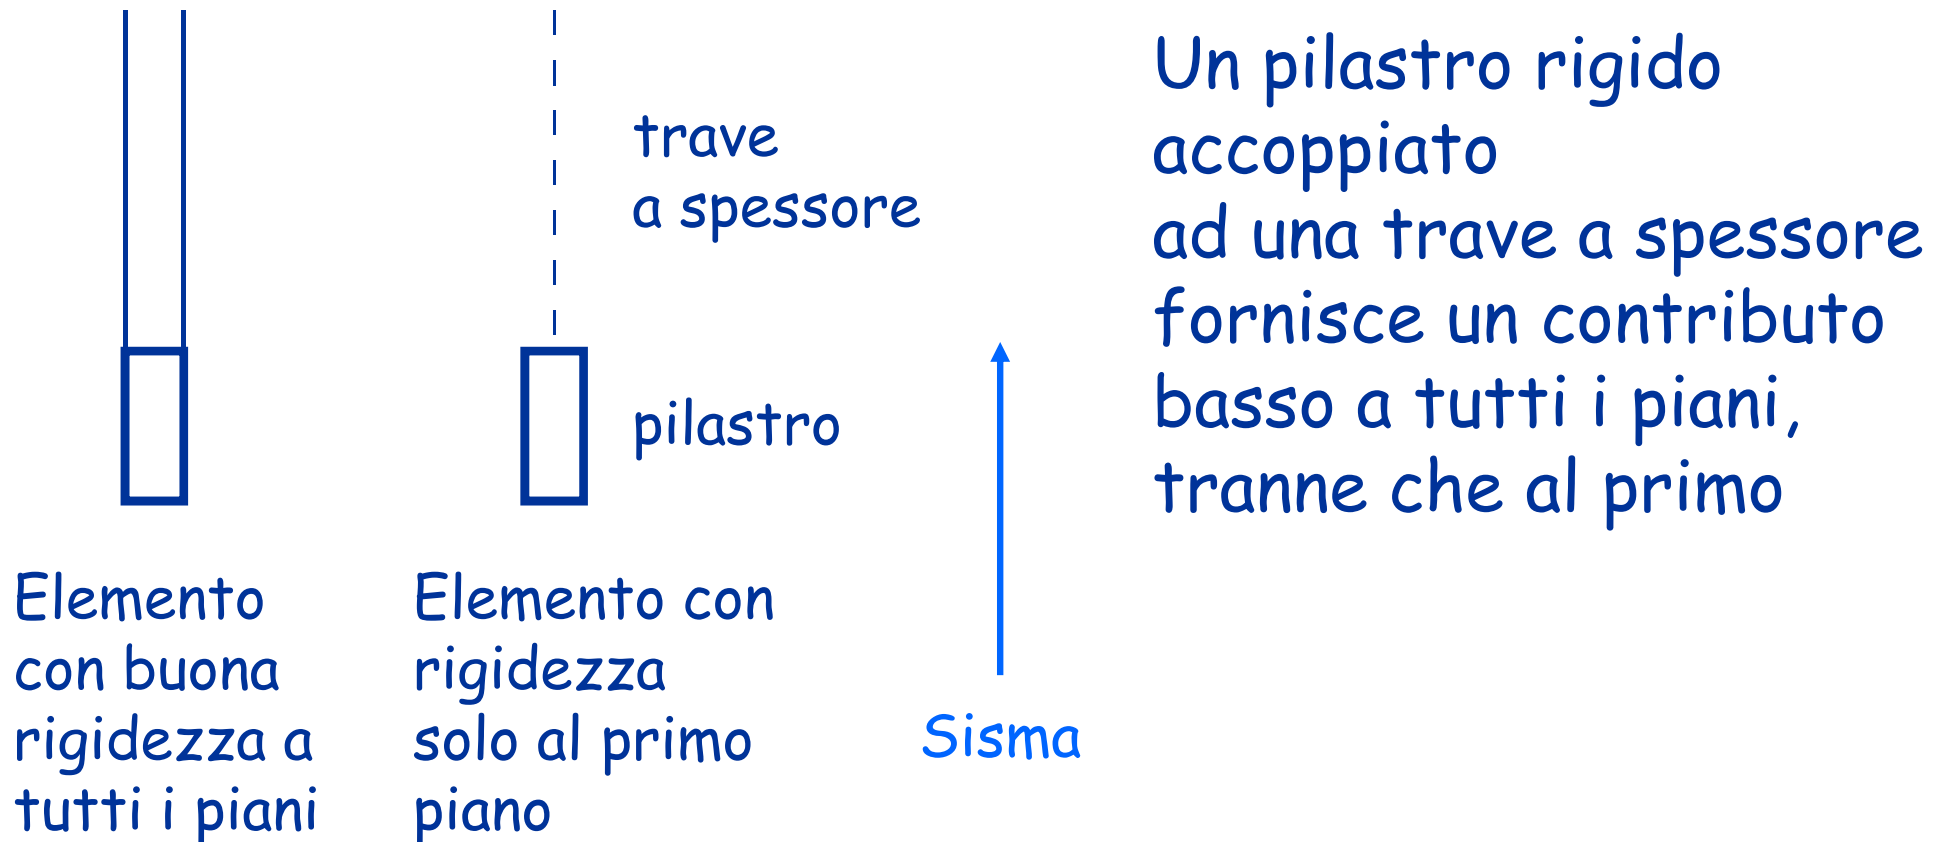 trave
a spessore
pilastro
Elemento
con buona
rigidezza a
tutti i piani
Elemento con
rigidezza
solo al primo
piano
Sisma
Un pilastro rigido
accoppiato
ad una trave a spessore
fornisce un contributo
basso a tutti i piani,
tranne che al primo